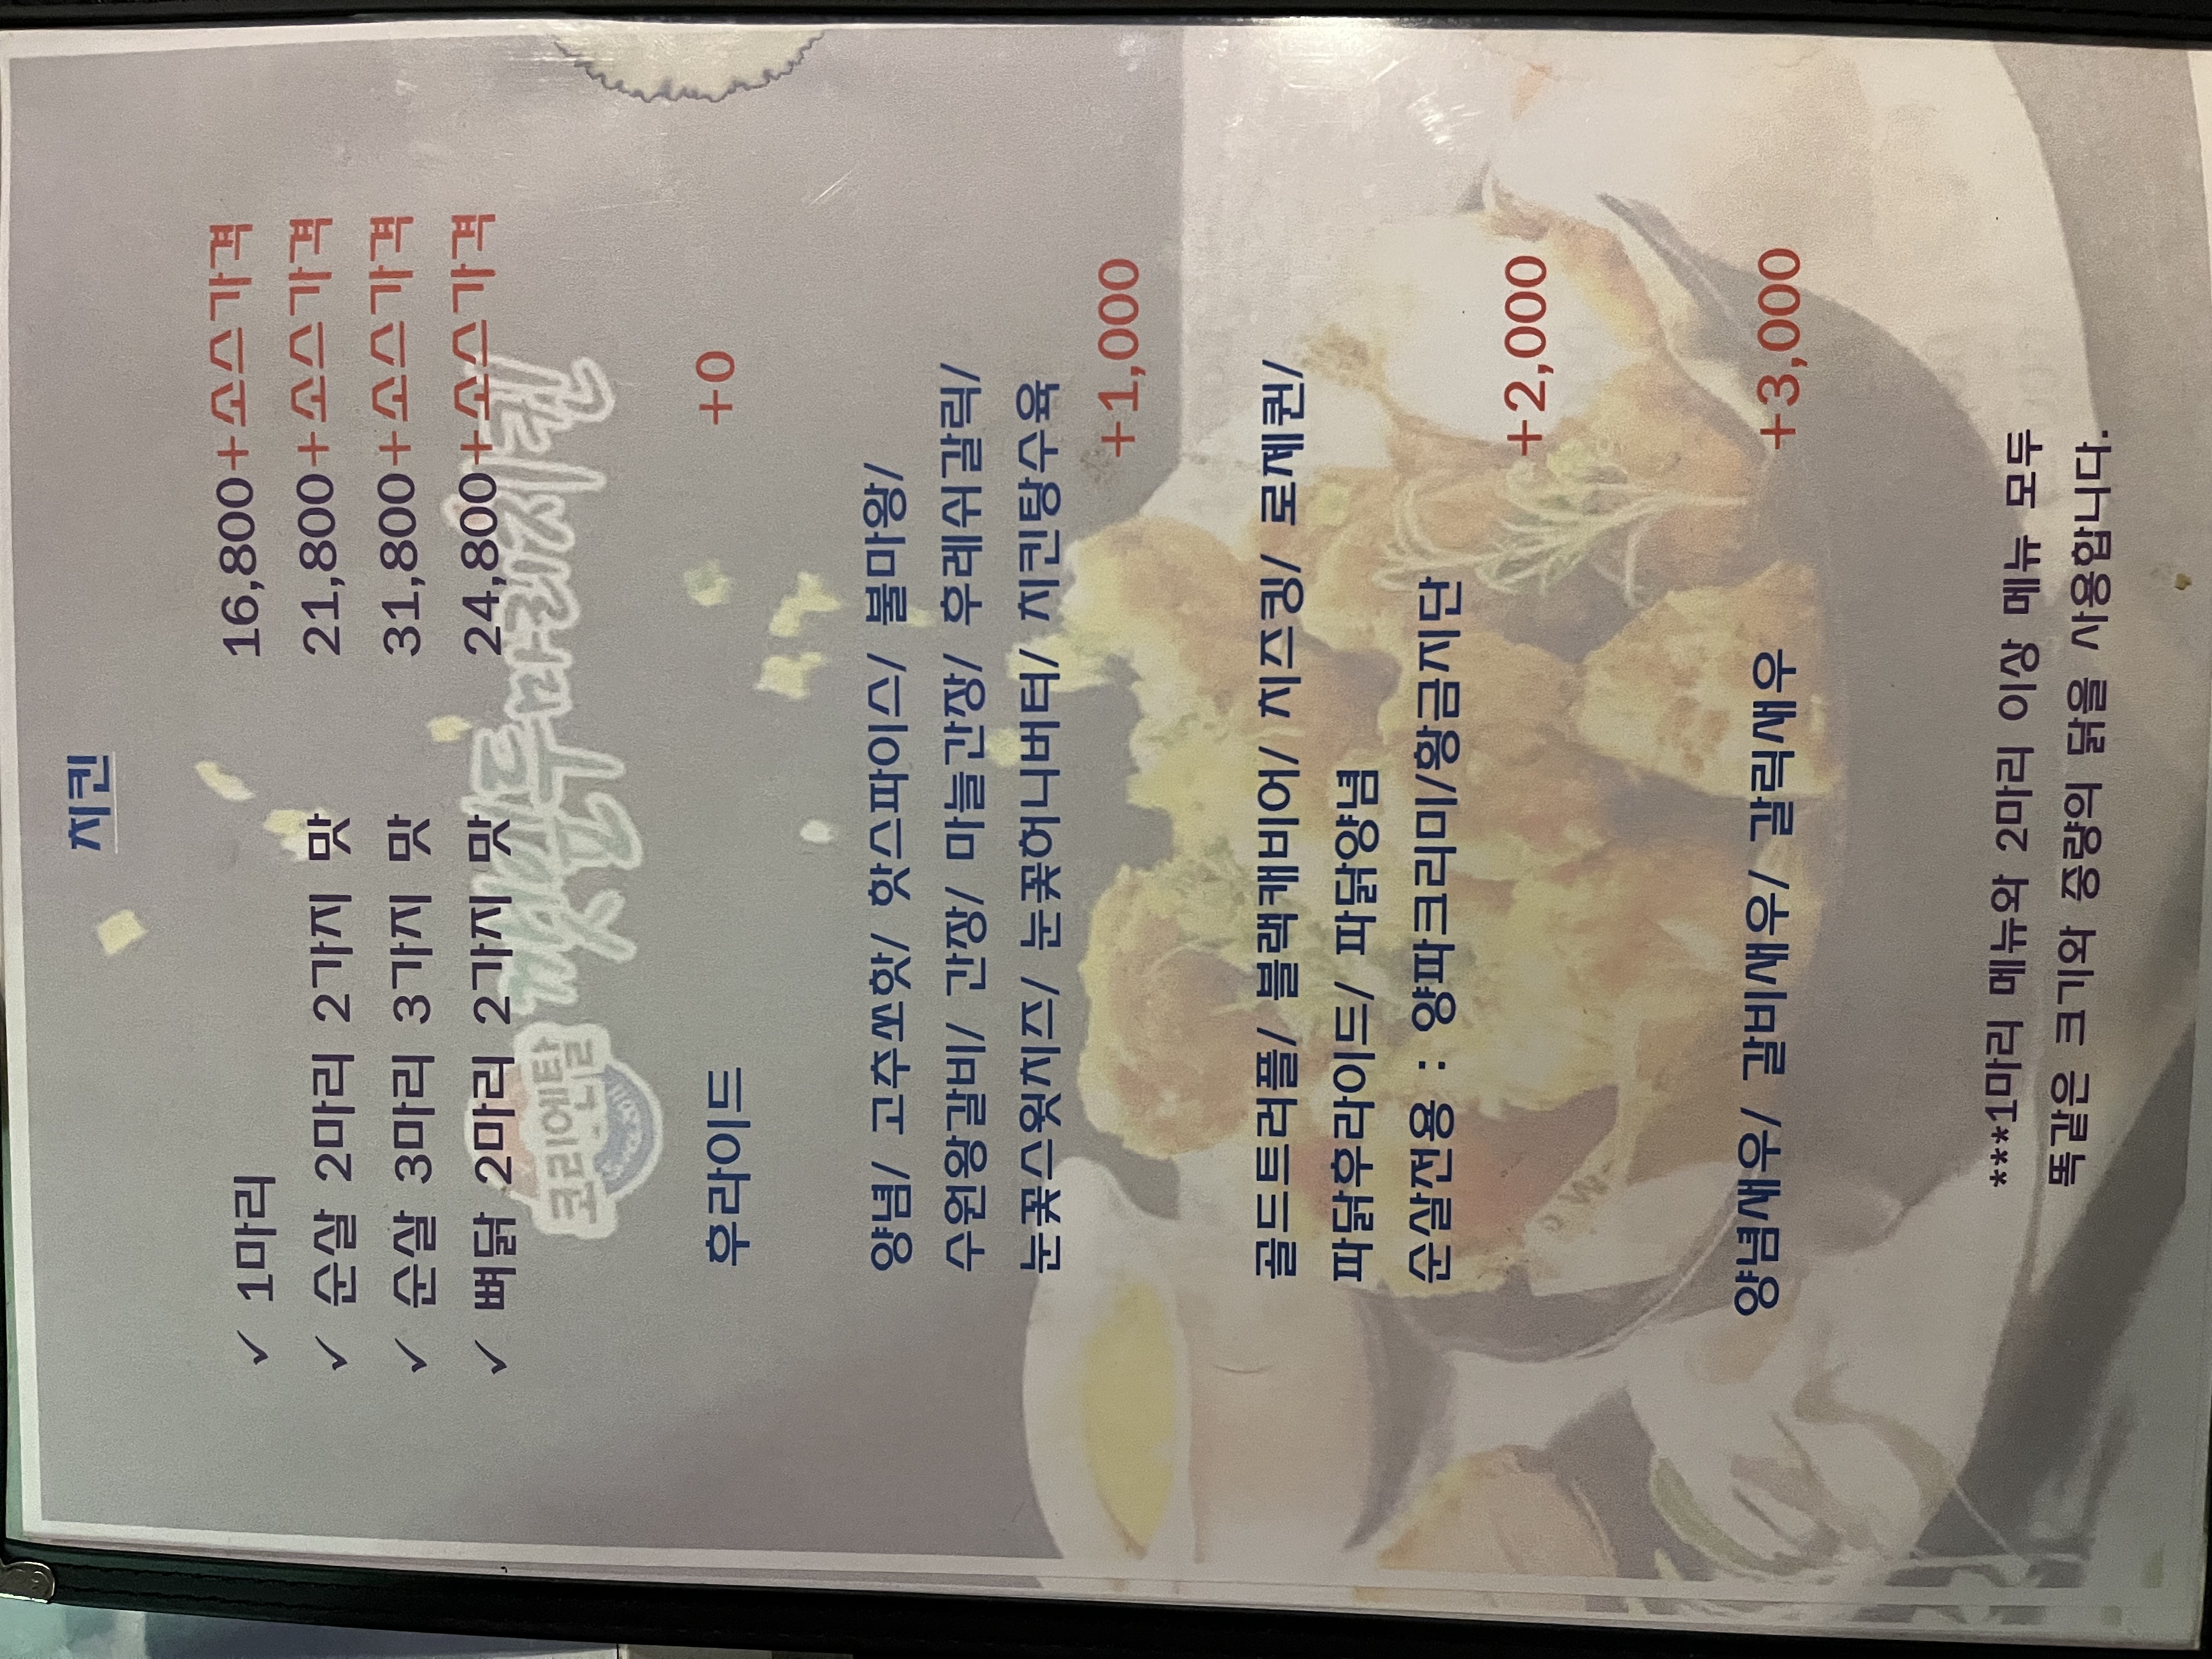 치킨
✓ 1마리 16,800+소스가격
✓ 순살 2마리 2가지 맛 21,800+소스가격
✓ 순살 3마리 3가지 맛 31,800+소스가격
✓ 뼈닭 2마리 2가지 맛 24,800+소스가격
코리엔탈 깻잎두마리치킨
후라이드 +0
양념/ 고추쏘핫/ 핫스파이스/ 불마왕/
수원왕갈비/ 간장/ 마늘간장/ 후레쉬갈릭/
눈꽃스윗치즈/ 눈꽃허니버터/ 치킨탕수육
+1,000
골드트러플/ 블랙캐비어/ 치즈킹/ 로제퀸/
파닭후라이드/ 파닭양념
순살전용 : 양파크리미/황금지단
+2,000
양념새우/ 갈비새우/ 갈릭새우 +3,000
***1마리 메뉴와 2마리 이상 메뉴 모두
똑같은 크기와 중량의 닭을 사용합니다.